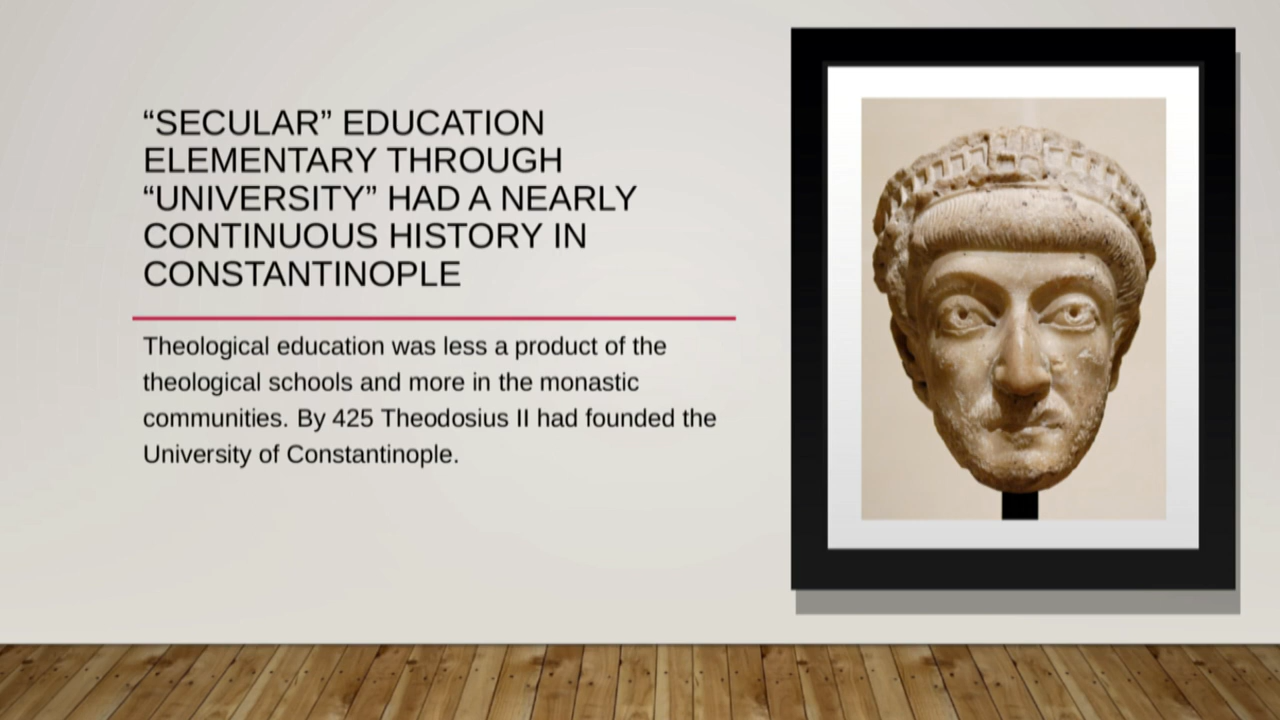 “SECULAR” EDUCATION
ELEMENTARY THROUGH
“UNIVERSITY” HAD A NEARLY
CONTINUOUS HISTORY IN
CONSTANTINOPLE
Theological education was less a product of the
theological schools and more in the monastic
communities. By 425 Theodosius II had founded the
University of Constantinople.